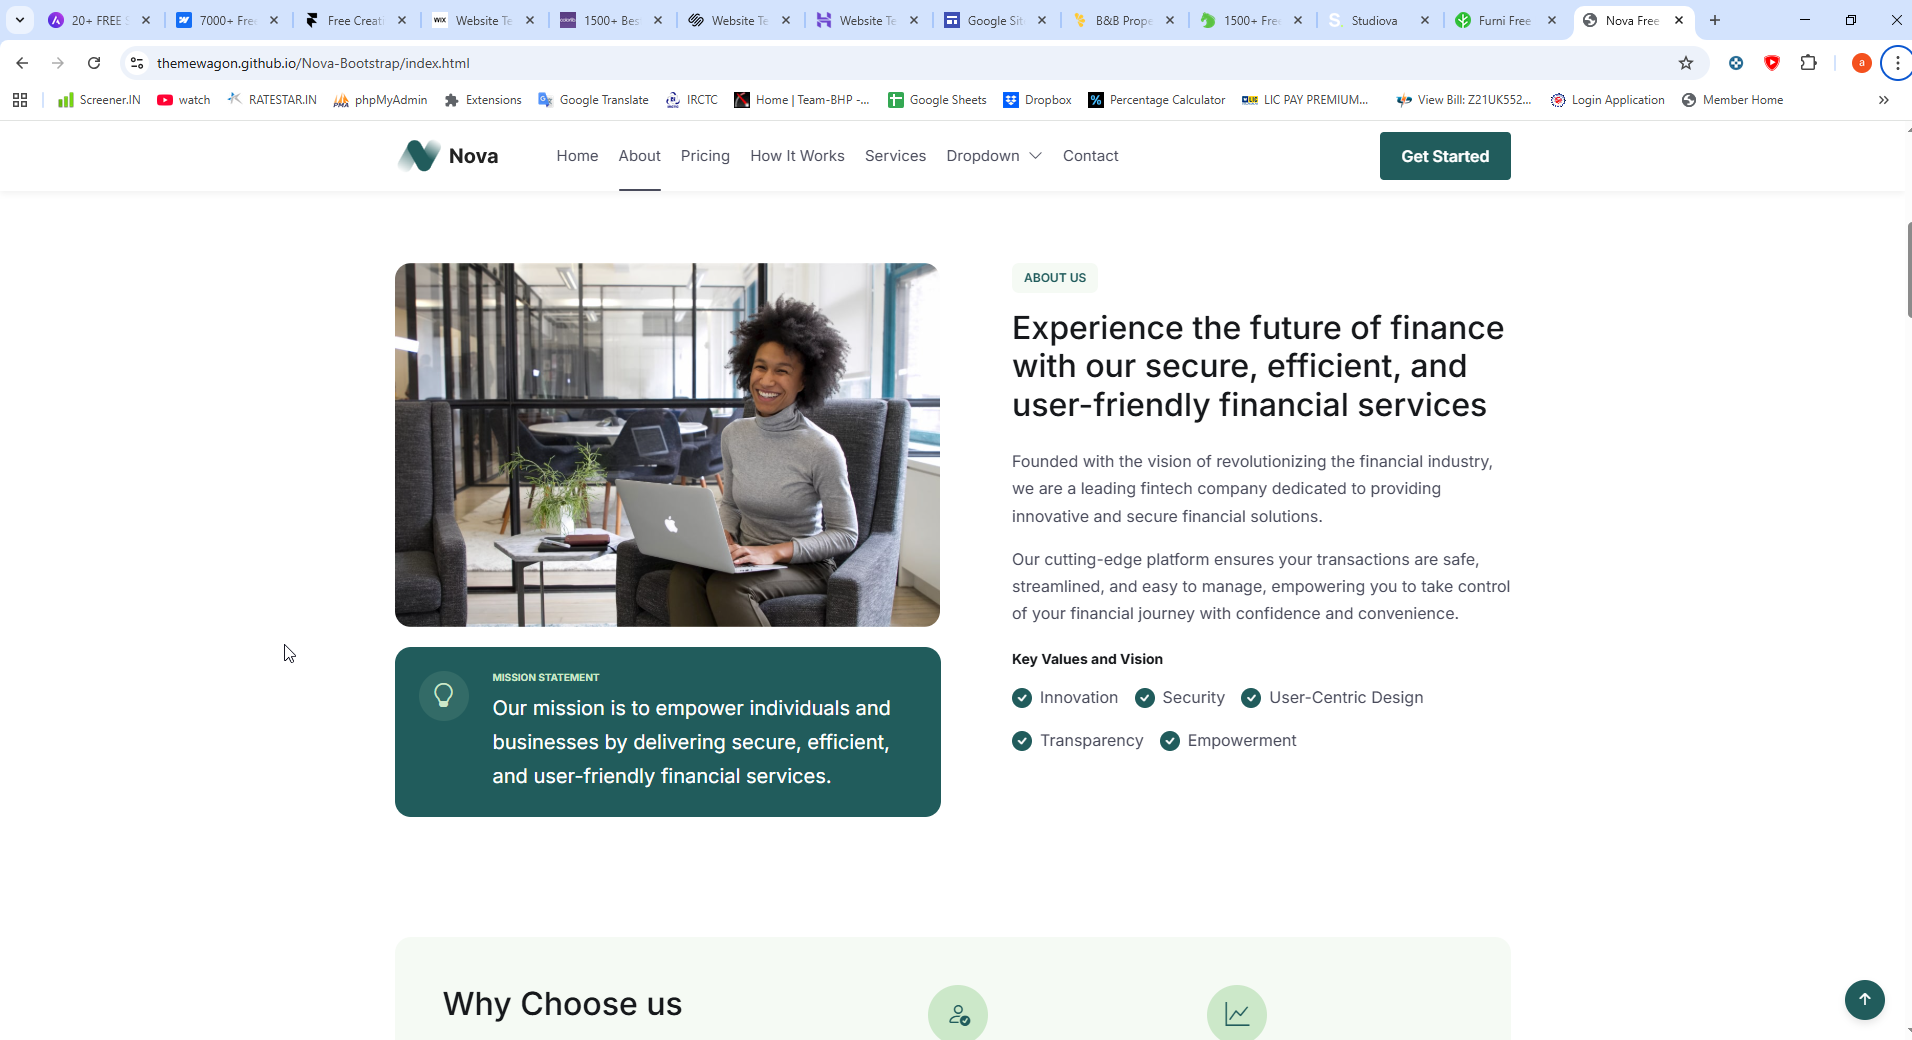 20+ FREE S
7000+ Free
Free Creati
WIX
Website Te
1500+ Bes
Website Te
Website Te
Google Sit
B&B Prope
1500+ Free
Studiova
Furni Free
Nova Free
themewagon.github.io/Nova-Bootstrap/index.html
a
Screener.IN
watch
RATESTAR.IN
phpMyAdmin
Extensions
Google Translate
IRCTC
Home | Team-BHP -...
Google Sheets
Dropbox
Percentage Calculator
LIC PAY PREMIUM...
View Bill: Z21UK552...
Login Application
Member Home
Nova
Home
About
Pricing
How It Works
Services
Dropdown
Contact
Get Started
ABOUT US
Experience the future of finance
with our secure, efficient, and
user-friendly financial services
Founded with the vision of revolutionizing the financial industry,
we are a leading fintech company dedicated to providing
innovative and secure financial solutions.
Our cutting-edge platform ensures your transactions are safe,
streamlined, and easy to manage, empowering you to take control
of your financial journey with confidence and convenience.
Key Values and Vision
Innovation
Security
User-Centric Design
Transparency
Empowerment
MISSION STATEMENT
Our mission is to empower individuals and
businesses by delivering secure, efficient,
and user-friendly financial services.
Why Choose us